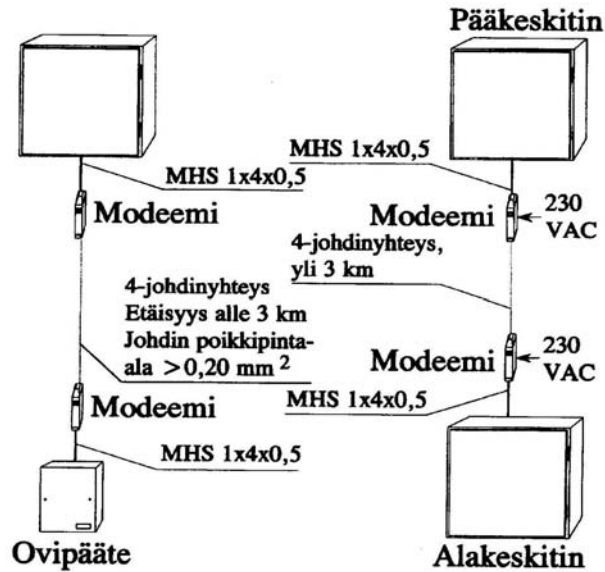 Pääkeskitin
MHS 1x4x0,5
Modeemi
4-johdinyhteys
Etäisyys alle 3 km
Johdin poikkipinta-
ala >0,20 mm²
Modeemi
MHS 1x4x0,5
Ovipääte
MHS 1x4x0,5
Modeemi
230
VAC
4-johdinyhteys,
yli 3 km
Modeemi
230
VAC
MHS 1x4x0,5
Alakeskitin